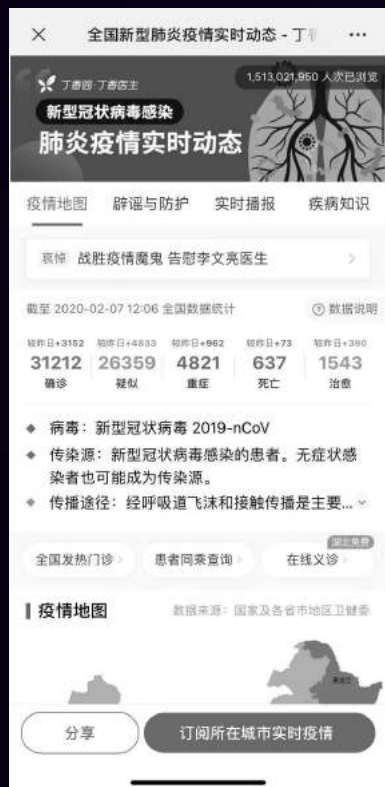 全国新型肺炎疫情实时动态 - 丁香
丁香园·丁香医生
1,513,021,950 人次已浏览
新型冠状病毒感染
肺炎疫情实时动态
疫情地图 辟谣与防护 实时播报 疾病知识
哀悼 战胜疫情魔鬼 告慰李文亮医生
截至 2020-02-07 12:06 全国数据统计 数据说明
较昨日+3152 较昨日+4833 较昨日+962 较昨日+73 较昨日+390
31212 26359 4821 637 1543
确诊 疑似 重症 死亡 治愈
病毒：新型冠状病毒 2019-nCoV
传染源：新型冠状病毒感染的患者。无症状感
染者也可能成为传染源。
传播途径：经呼吸道飞沫和接触传播是主要...
湖北免费
全国发热门诊 患者同乘查询 在线义诊
疫情地图 数据来源：国家及各省市地区卫健委
黑龙江
分享 订阅所在城市实时疫情